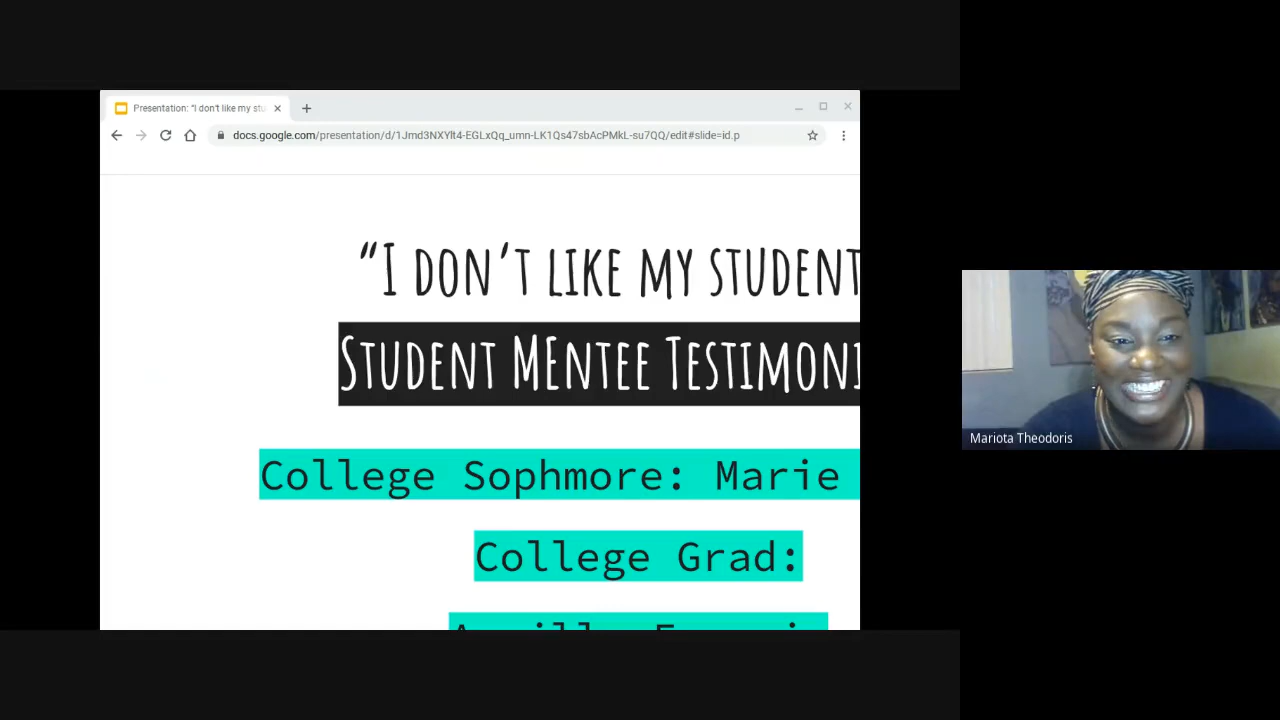 Presentation: “I don't like my stu
docs.google.com/presentation/d/1Jmd3NXYlt4-EGLxQq_umn-LK1Qs47sbAcPMkL-su7QQ/edit#slide=id.p
“I DON’T LIKE MY STUDENT
STUDENT MENTEE TESTIMONI
College Sophmore: Marie
College Grad:
Mariota Theodoris